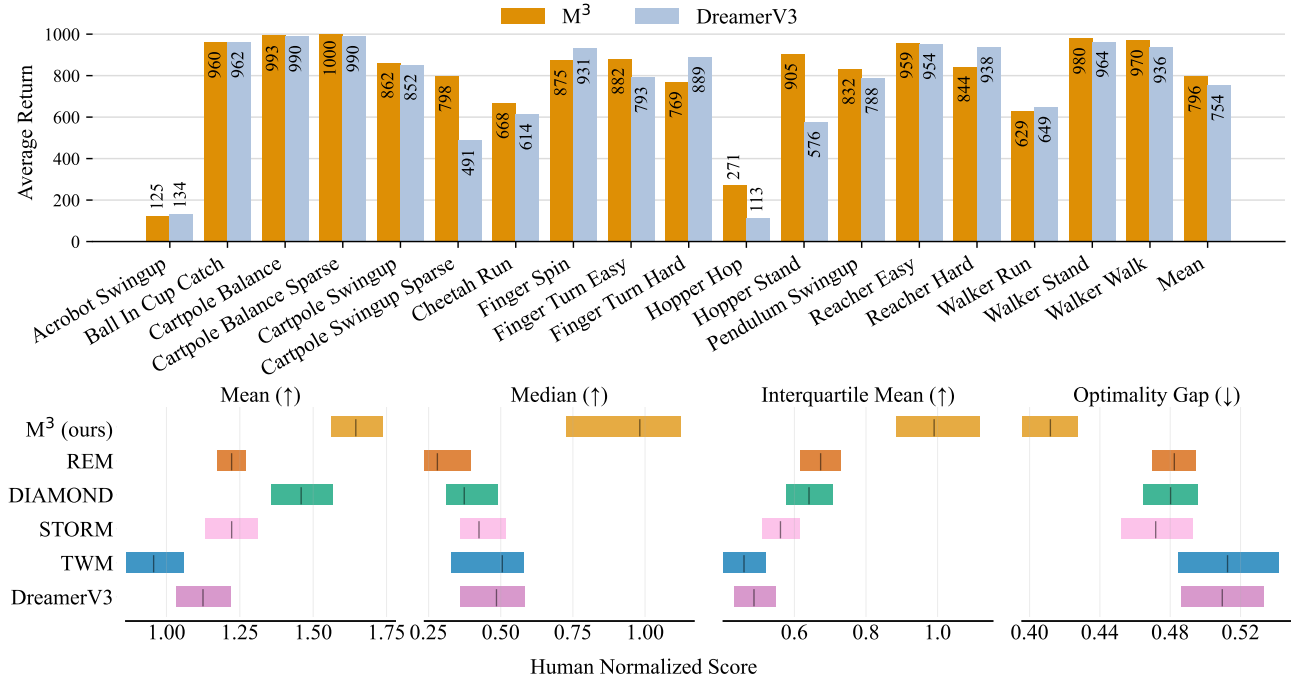 M³ DreamerV3
Average Return
1000
800
600
400
200
0
125 134
960 962
993 990
1000 990
862 852
798 491
668 614
875 931
882 793
769 889
271 113
905 576
832 788
959 954
844 938
629 649
980 964
970 936
796 754
Acrobot Swingup
Ball In Cup Catch
Cartpole Balance
Cartpole Balance Sparse
Cartpole Swingup
Cartpole Swingup Sparse
Cheetah Run
Finger Spin
Finger Turn Easy
Finger Turn Hard
Hopper Hop
Hopper Stand
Pendulum Swingup
Reacher Easy
Reacher Hard
Walker Run
Walker Stand
Walker Walk
Mean
Mean (↑) Median (↑) Interquartile Mean (↑) Optimality Gap (↓)
M³ (ours)
REM
DIAMOND
STORM
TWM
DreamerV3
1.00 1.25 1.50 1.75 0.25 0.50 0.75 1.00 0.6 0.8 1.0 0.40 0.44 0.48 0.52
Human Normalized Score